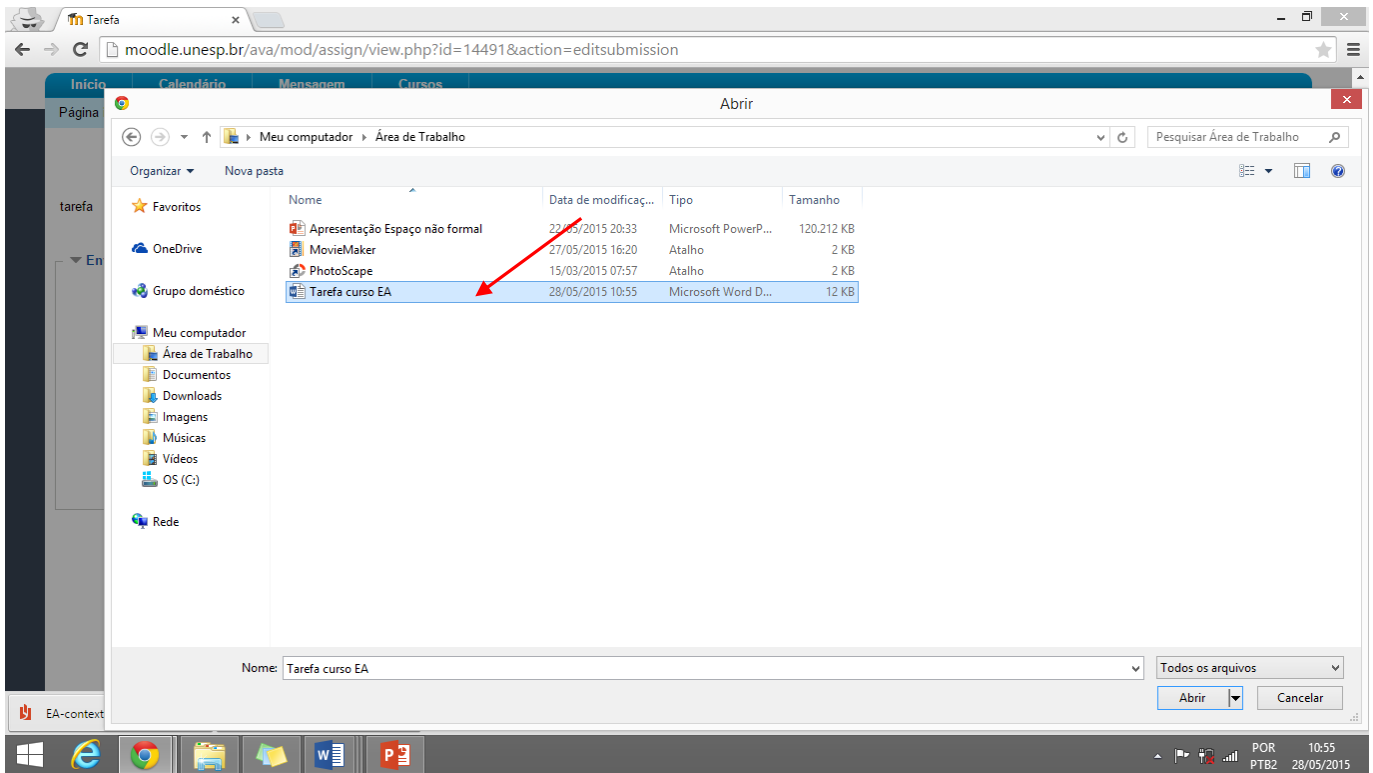 Tarefa
moodle.unesp.br/ava/mod/assign/view.php?id=14491&action=editsubmission
Início Calendário Mensagem Cursos
Página
Abrir
Meu computador Área de Trabalho Pesquisar Área de Trabalho
Organizar Nova pasta
tarefa
En
Favoritos
OneDrive
Grupo doméstico
Meu computador
Área de Trabalho
Documentos
Downloads
Imagens
Músicas
Vídeos
OS (C:)
Rede
Nome Data de modificaç... Tipo Tamanho
Apresentação Espaço não formal 22/05/2015 20:33 Microsoft PowerP... 120.212 KB
MovieMaker 27/05/2015 16:20 Atalho 2 KB
PhotoScape 15/03/2015 07:57 Atalho 2 KB
Tarefa curso EA 28/05/2015 10:55 Microsoft Word D... 12 KB
Nome: Tarefa curso EA Todos os arquivos
Abrir Cancelar
EA-context
POR 10:55
PTB2 28/05/2015